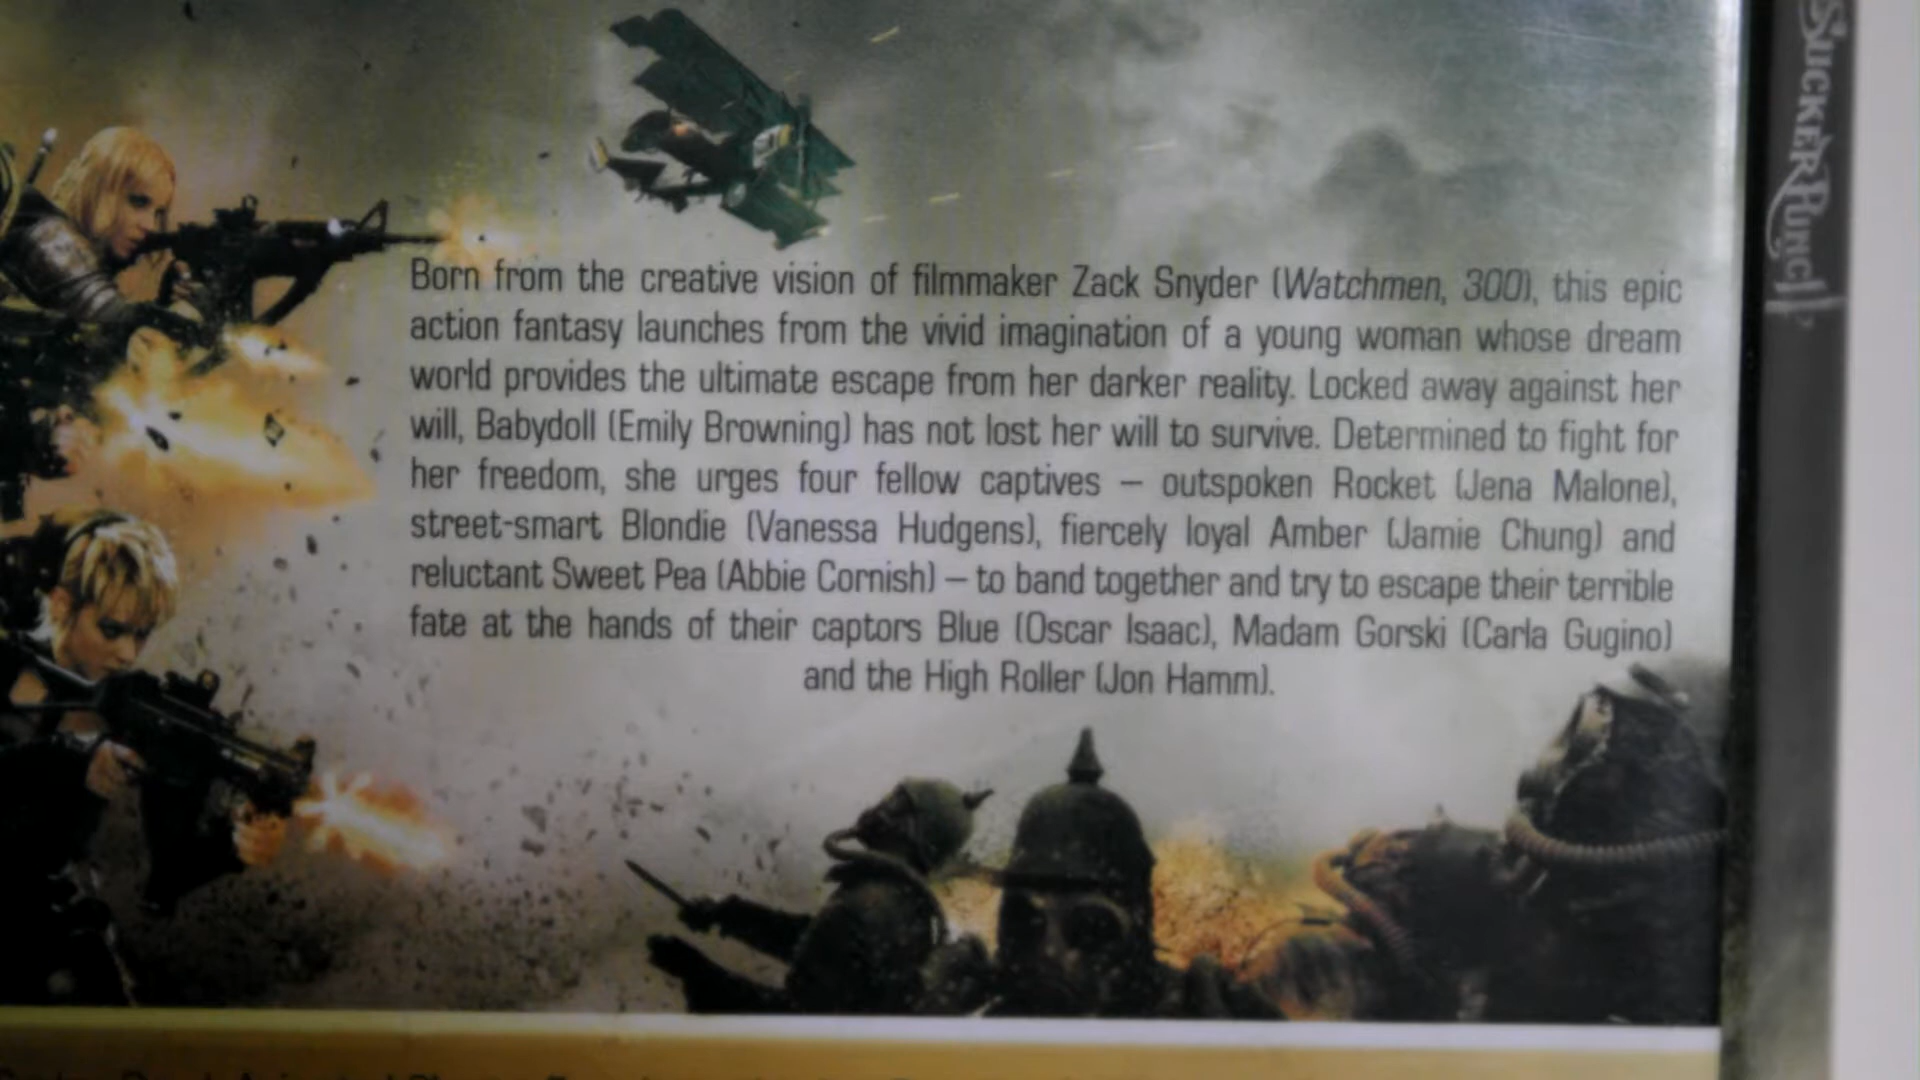 Born from the creative vision of filmmaker Zack Snyder (Watchmen, 300), this epic
action fantasy launches from the vivid imagination of a young woman whose dream
world provides the ultimate escape from her darker reality. Locked away against her
will, Babydoll (Emily Browning) has not lost her will to survive. Determined to fight for
her freedom, she urges four fellow captives – outspoken Rocket (Jena Malone),
street-smart Blondie (Vanessa Hudgens), fiercely loyal Amber (Jamie Chung) and
reluctant Sweet Pea (Abbie Cornish) – to band together and try to escape their terrible
fate at the hands of their captors Blue (Oscar Isaac), Madam Gorski (Carla Gugino)
and the High Roller (Jon Hamm).
SUCKER PUNCH